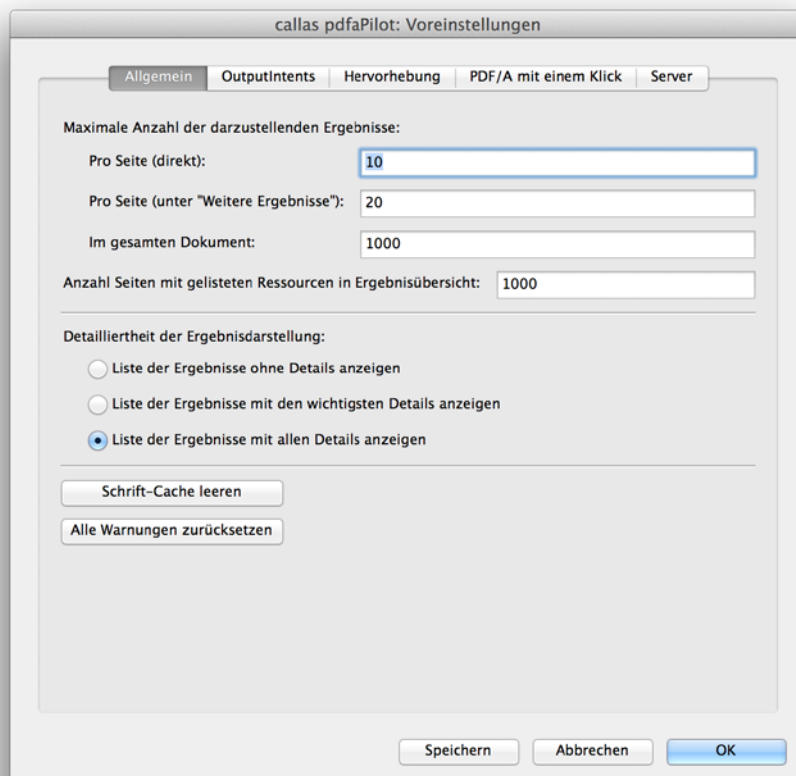 callas pdfaPilot: Voreinstellungen
Allgemein OutputIntents Hervorhebung PDF/A mit einem Klick Server
Maximale Anzahl der darzustellenden Ergebnisse:
Pro Seite (direkt): 10
Pro Seite (unter "Weitere Ergebnisse"): 20
Im gesamten Dokument: 1000
Anzahl Seiten mit gelisteten Ressourcen in Ergebnisübersicht: 1000
Detailliertheit der Ergebnisdarstellung:
Liste der Ergebnisse ohne Details anzeigen
Liste der Ergebnisse mit den wichtigsten Details anzeigen
Liste der Ergebnisse mit allen Details anzeigen
Schrift-Cache leeren
Alle Warnungen zurücksetzen
Speichern Abbrechen OK